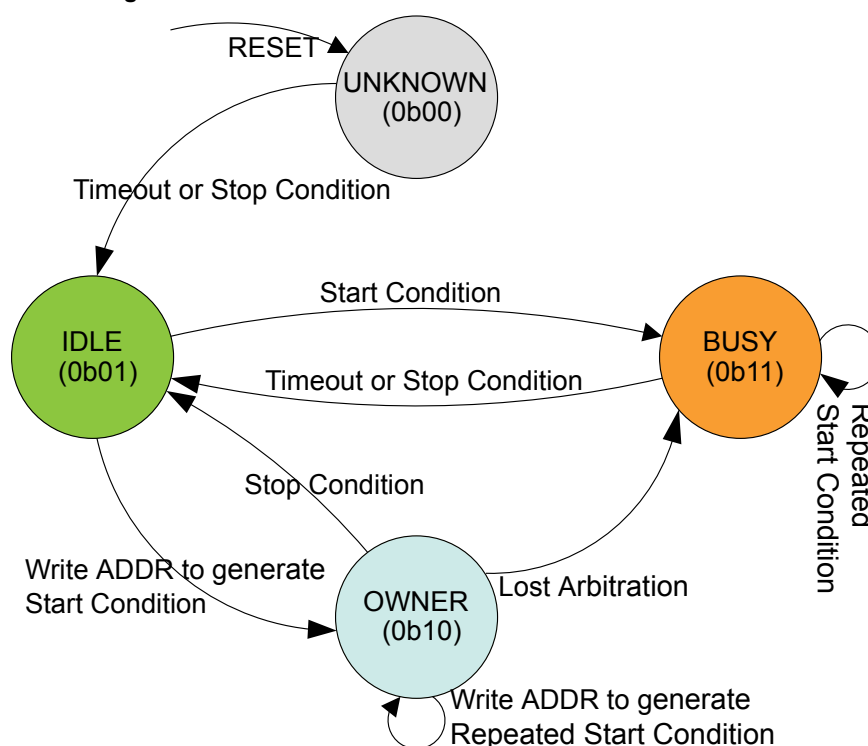 RESET
UNKNOWN
(0b00)
Timeout or Stop Condition
Start Condition
IDLE
(0b01)
BUSY
(0b11)
Timeout or Stop Condition
Repeated
Start Condition
Stop Condition
Write ADDR to generate
Start Condition
Lost Arbitration
OWNER
(0b10)
Write ADDR to generate
Repeated Start Condition